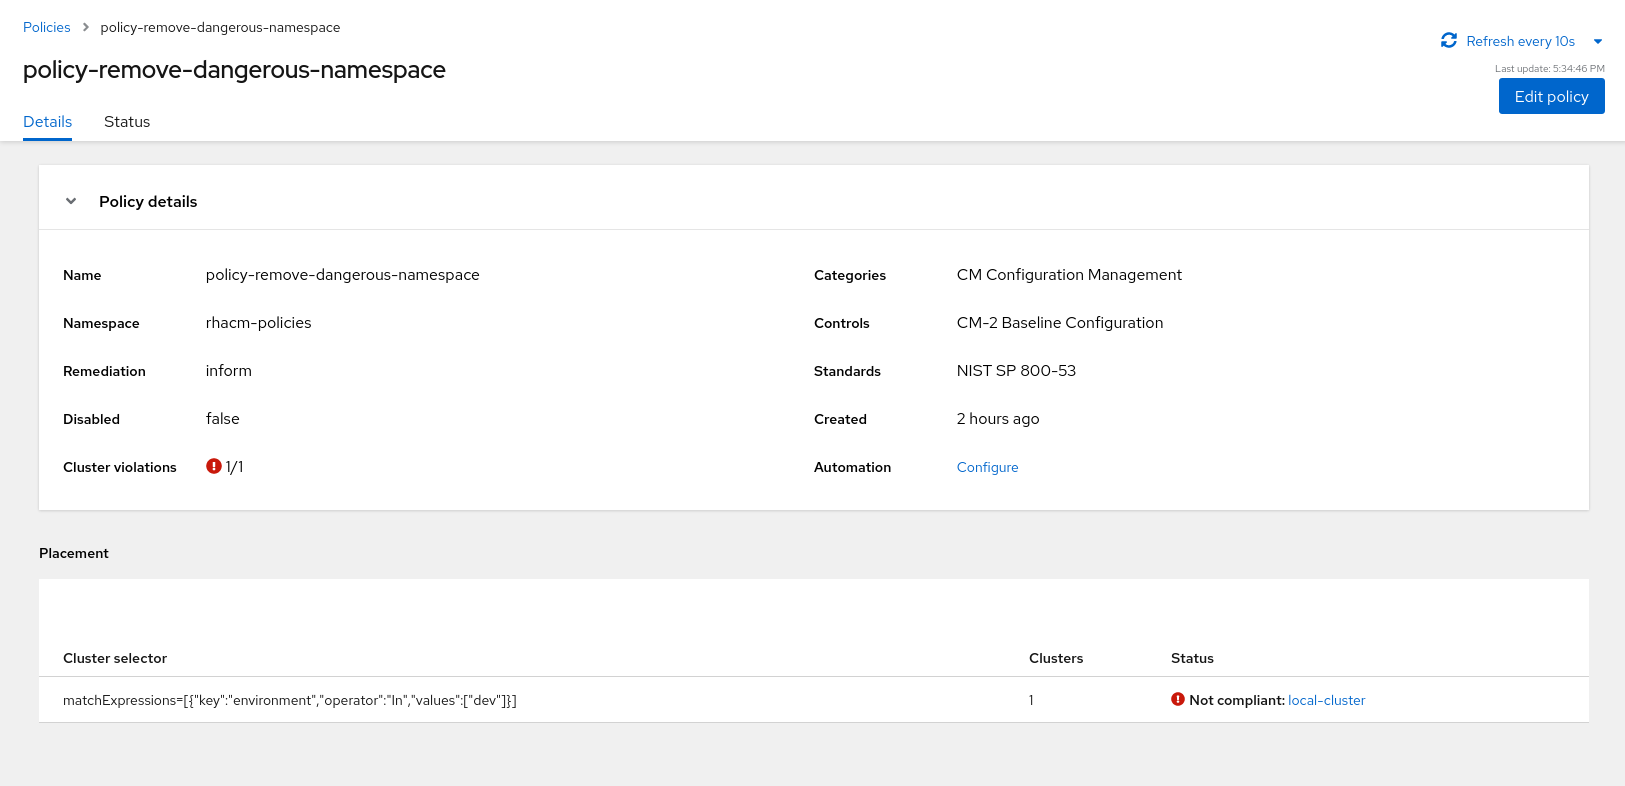 Policies > policy-remove-dangerous-namespace
Refresh every 10s
Last update: 5:34:46 PM
policy-remove-dangerous-namespace
Edit policy
Details Status
Policy details
Name policy-remove-dangerous-namespace
Namespace rhacm-policies
Remediation inform
Disabled false
Cluster violations 1/1
Categories CM Configuration Management
Controls CM-2 Baseline Configuration
Standards NIST SP 800-53
Created 2 hours ago
Automation Configure
Placement
Cluster selector Clusters Status
matchExpressions=[{"key":"environment","operator":"In","values":["dev"]}] 1 Not compliant: local-cluster